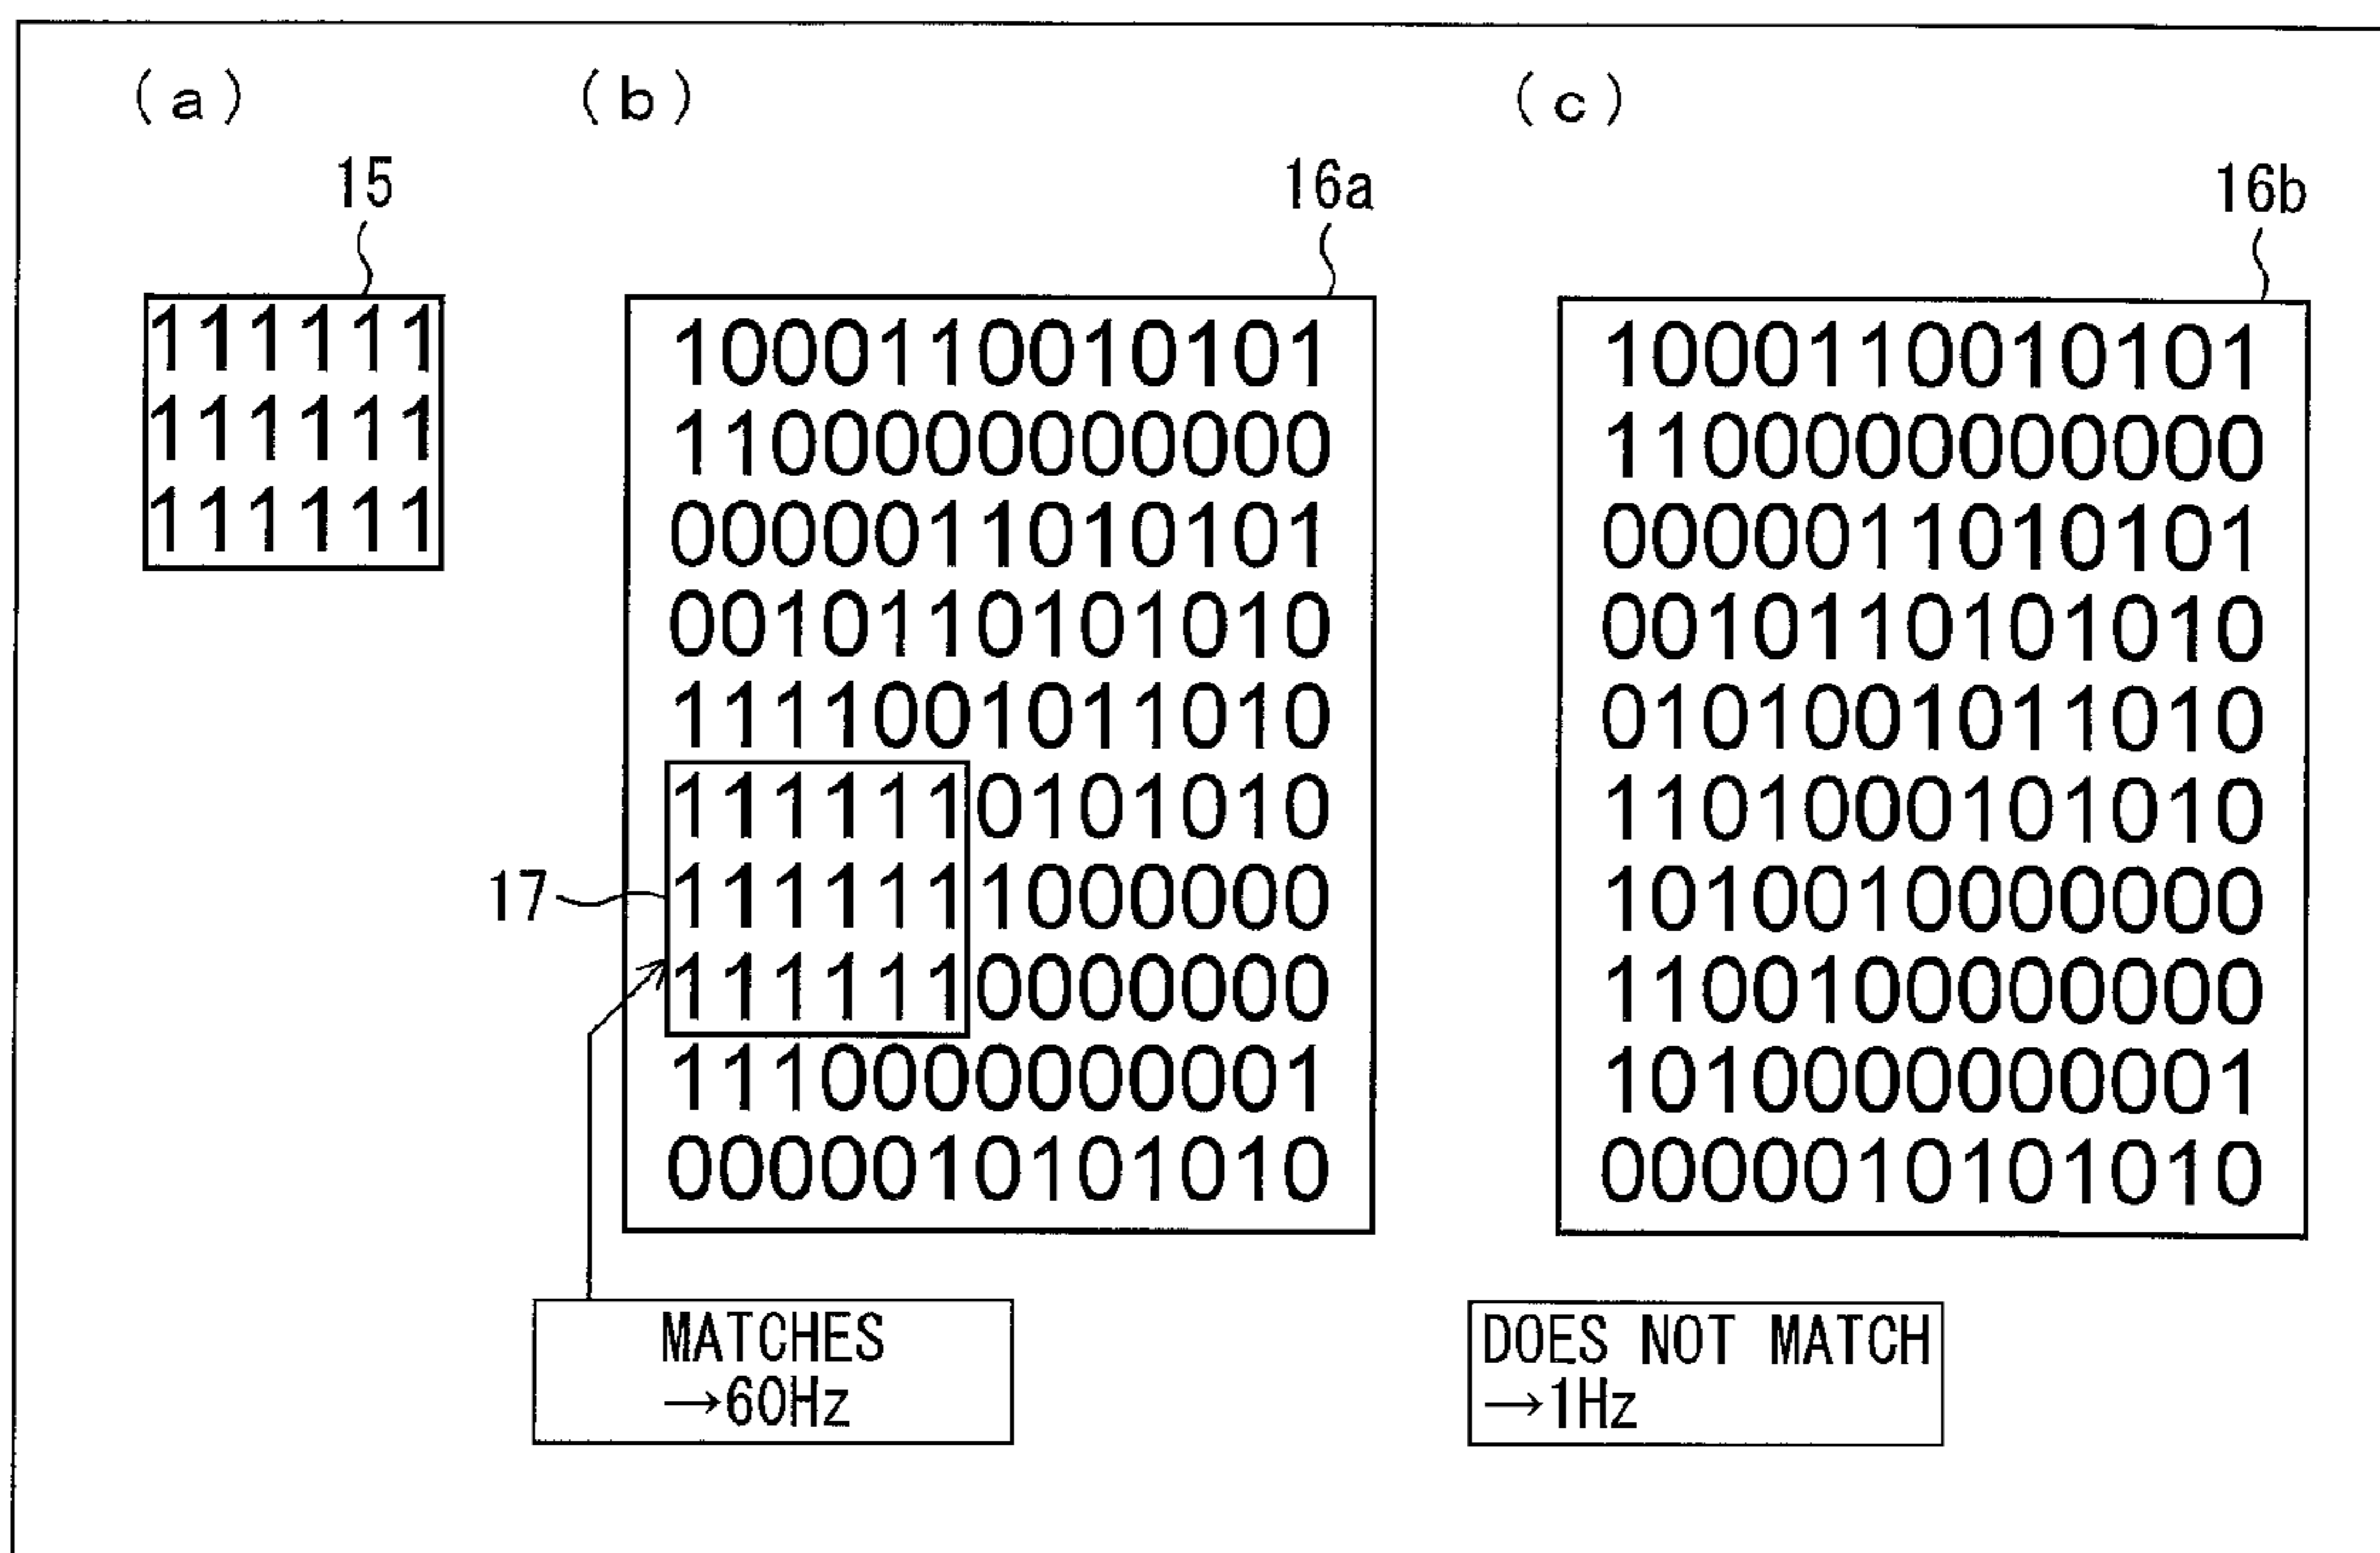 (a)
15
111111
111111
111111
(b)
16a
1000110010101
1100000000000
0000011010101
0010110101010
1111001011010
1111110101010
1111111000000
1111110000000
1110000000001
0000010101010
17
MATCHES
→60Hz
(c)
16b
1000110010101
1100000000000
0000011010101
0010110101010
0101001011010
1101000101010
1010010000000
1100100000000
1010000000001
0000010101010
DOES NOT MATCH
→1Hz